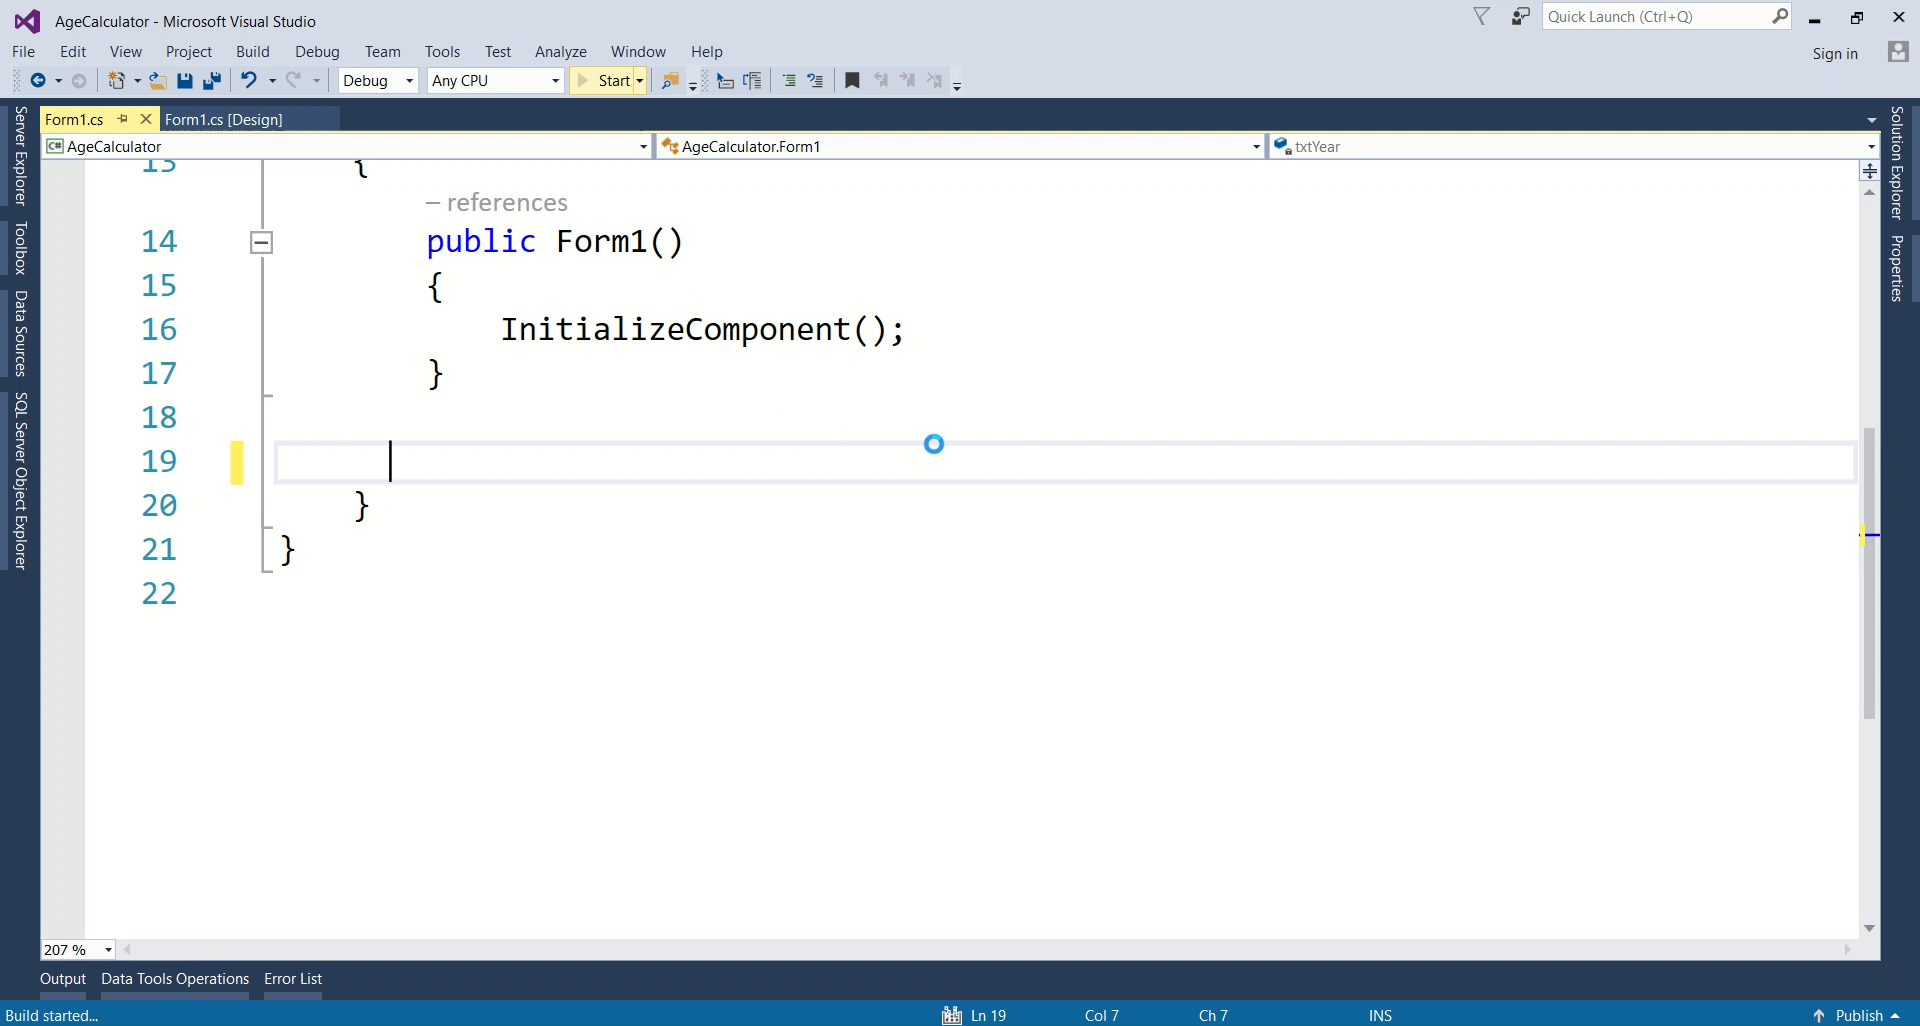 AgeCalculator - Microsoft Visual Studio
Quick Launch (Ctrl+Q)
File Edit View Project Build Debug Team Tools Test Analyze Window Help
Sign in
Debug Any CPU Start
Form1.cs Form1.cs [Design]
AgeCalculator AgeCalculator.Form1 txtYear
Server Explorer
Toolbox
Data Sources
SQL Server Object Explorer
Solution Explorer
Properties
13 {
– references
14 public Form1()
15 {
16 InitializeComponent();
17 }
18
19
20 }
21 }
22
207 %
Output Data Tools Operations Error List
Build started... Ln 19 Col 7 Ch 7 INS Publish